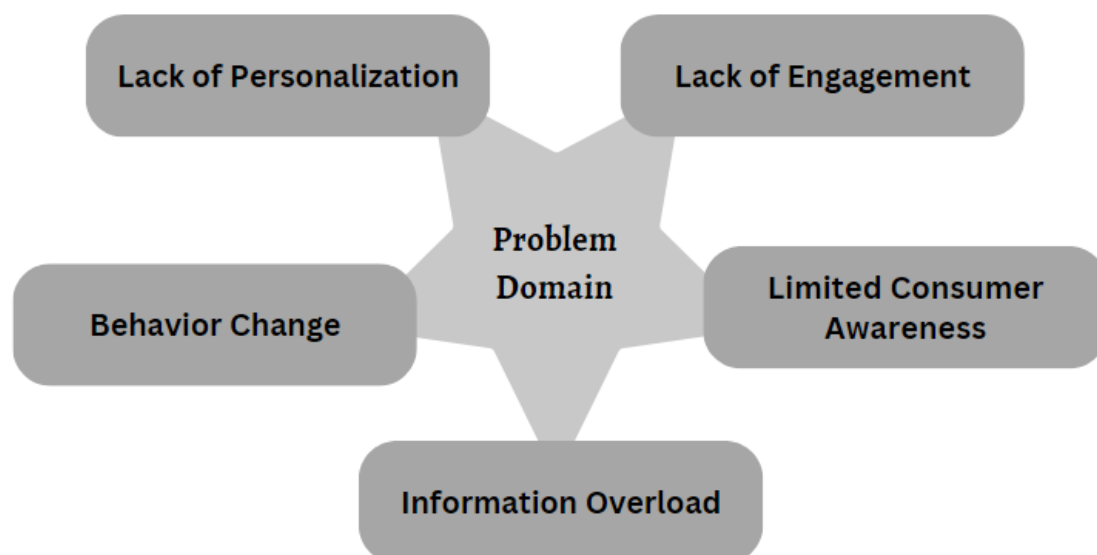 Lack of Personalization
Lack of Engagement
Problem
Domain
Behavior Change
Limited Consumer
Awareness
Information Overload